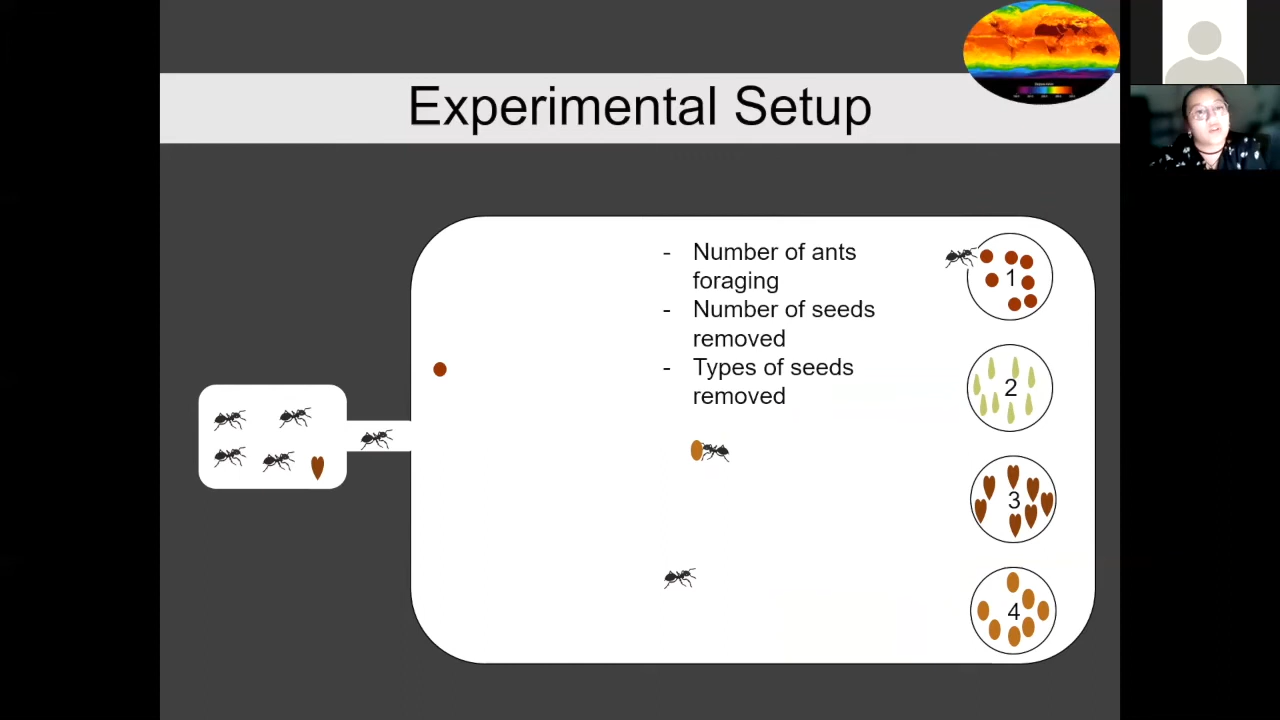 Experimental Setup
- Number of ants
foraging
- Number of seeds
removed
- Types of seeds
removed
1
2
3
4